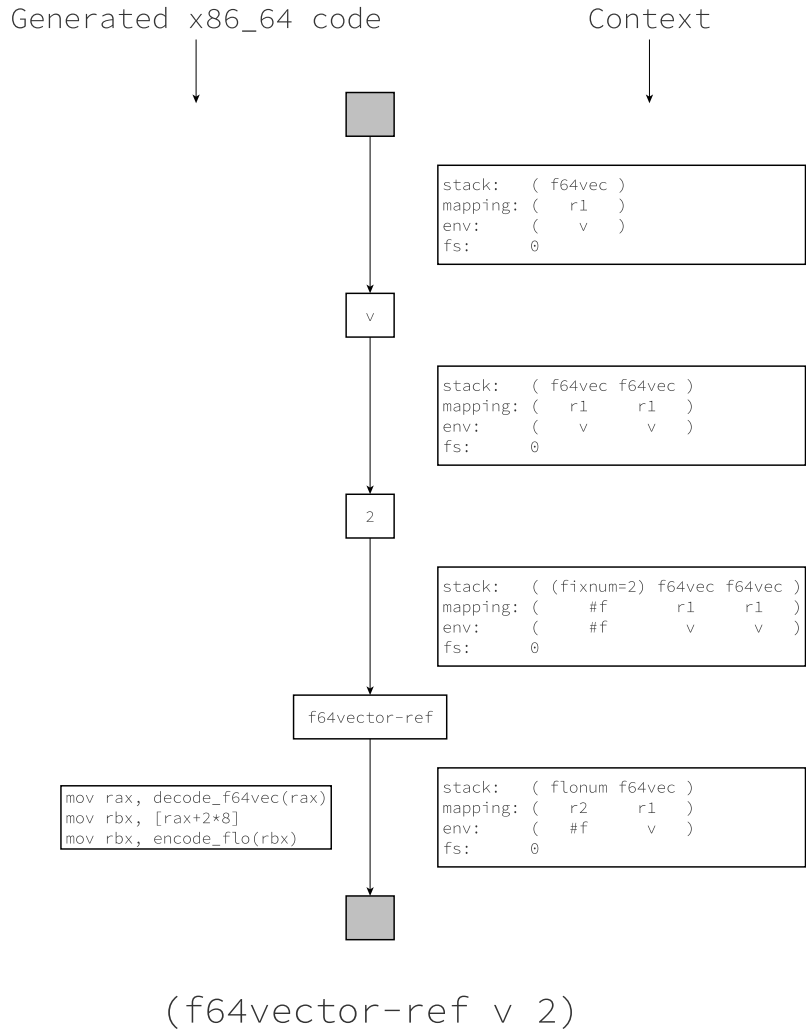 Generated x86_64 code
Context
stack:   ( f64vec )
mapping: (   r1   )
env:     (   v   )
fs:      0
v
stack:   ( f64vec f64vec )
mapping: (   r1     r1   )
env:     (   v      v   )
fs:      0
2
stack:   ( (fixnum=2) f64vec f64vec )
mapping: (     #f       r1     r1   )
env:     (     #f       v      v   )
fs:      0
f64vector-ref
mov rax, decode_f64vec(rax)
mov rbx, [rax+2*8]
mov rbx, encode_flo(rbx)
stack:   ( flonum f64vec )
mapping: (   r2     r1   )
env:     (   #f     v   )
fs:      0
(f64vector-ref v 2)